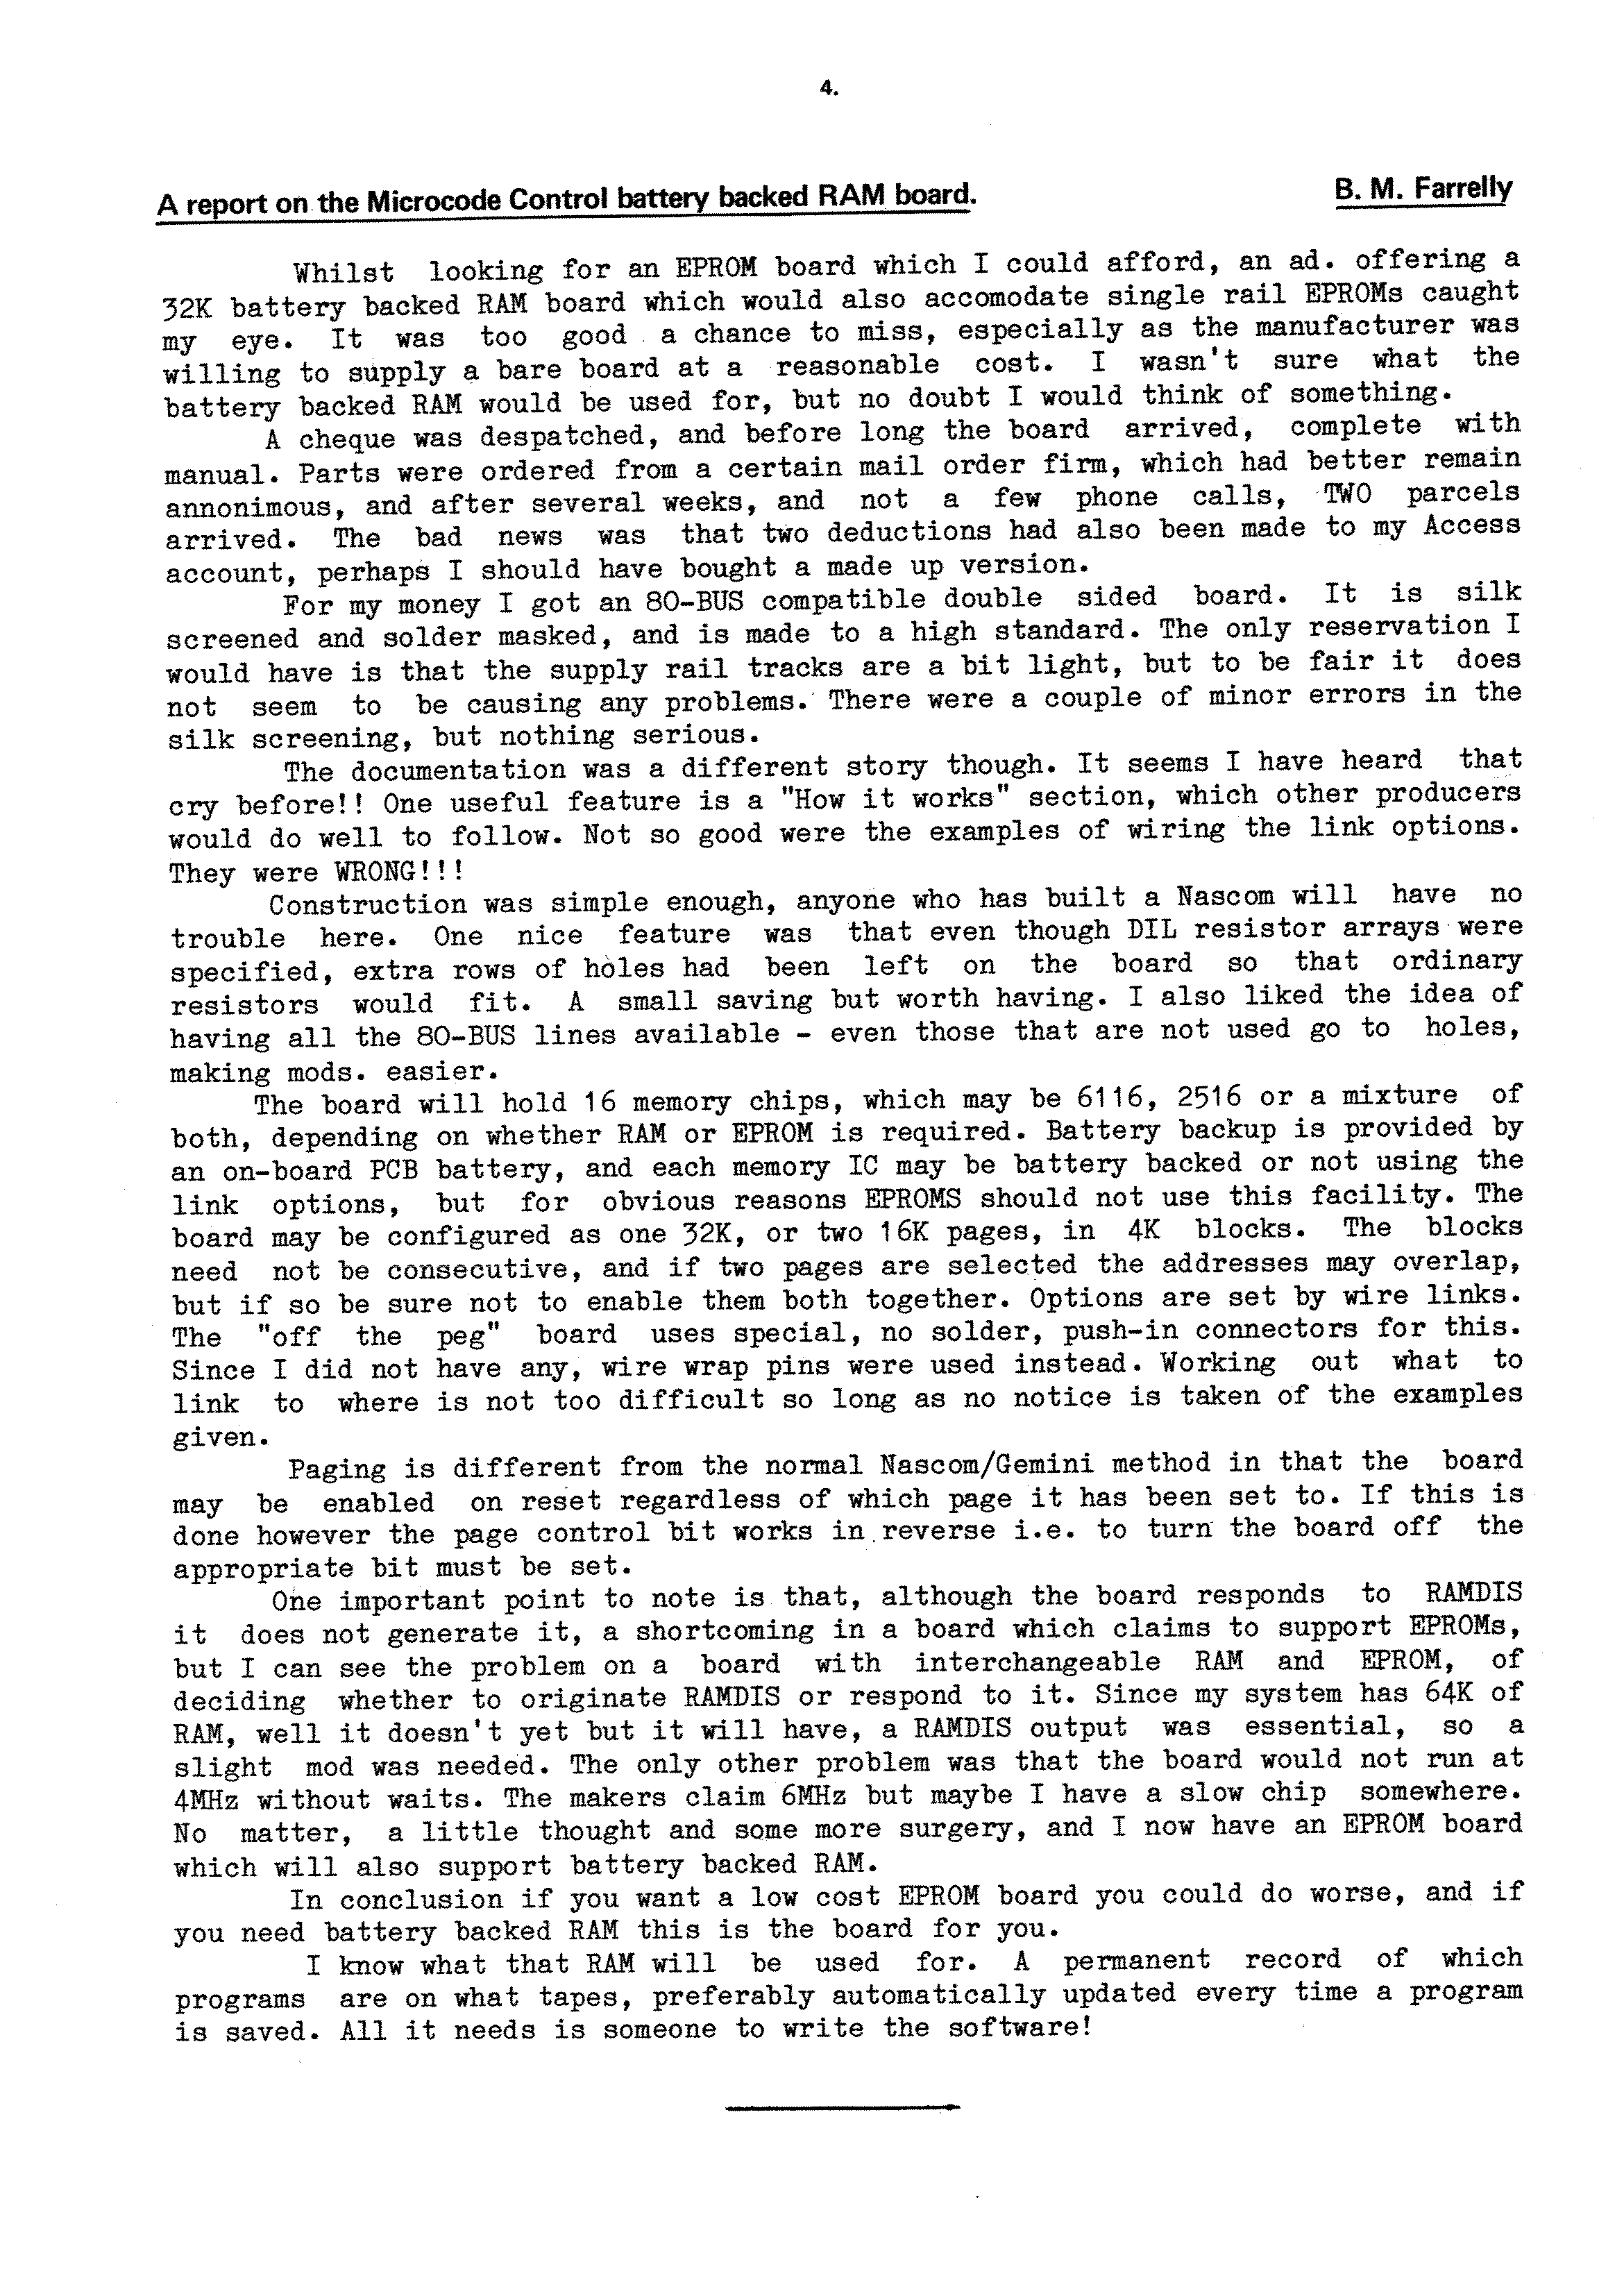 4.
A report on the Microcode Control battery backed RAM board. B. M. Farrelly
Whilst looking for an EPROM board which I could afford, an ad. offering a
32K battery backed RAM board which would also accomodate single rail EPROMs caught
my eye. It was too good a chance to miss, especially as the manufacturer was
willing to supply a bare board at a reasonable cost. I wasn't sure what the
battery backed RAM would be used for, but no doubt I would think of something.
A cheque was despatched, and before long the board arrived, complete with
manual. Parts were ordered from a certain mail order firm, which had better remain
annonimous, and after several weeks, and not a few phone calls, TWO parcels
arrived. The bad news was that two deductions had also been made to my Access
account, perhaps I should have bought a made up version.
For my money I got an 80-BUS compatible double sided board. It is silk
screened and solder masked, and is made to a high standard. The only reservation I
would have is that the supply rail tracks are a bit light, but to be fair it does
not seem to be causing any problems. There were a couple of minor errors in the
silk screening, but nothing serious.
The documentation was a different story though. It seems I have heard that
cry before!! One useful feature is a "How it works" section, which other producers
would do well to follow. Not so good were the examples of wiring the link options.
They were WRONG!!!
Construction was simple enough, anyone who has built a Nascom will have no
trouble here. One nice feature was that even though DIL resistor arrays were
specified, extra rows of holes had been left on the board so that ordinary
resistors would fit. A small saving but worth having. I also liked the idea of
having all the 80-BUS lines available - even those that are not used go to holes,
making mods. easier.
The board will hold 16 memory chips, which may be 6116, 2516 or a mixture of
both, depending on whether RAM or EPROM is required. Battery backup is provided by
an on-board PCB battery, and each memory IC may be battery backed or not using the
link options, but for obvious reasons EPROMS should not use this facility. The
board may be configured as one 32K, or two 16K pages, in 4K blocks. The blocks
need not be consecutive, and if two pages are selected the addresses may overlap,
but if so be sure not to enable them both together. Options are set by wire links.
The "off the peg" board uses special, no solder, push-in connectors for this.
Since I did not have any, wire wrap pins were used instead. Working out what to
link to where is not too difficult so long as no notice is taken of the examples
given.
Paging is different from the normal Nascom/Gemini method in that the board
may be enabled on reset regardless of which page it has been set to. If this is
done however the page control bit works in reverse i.e. to turn the board off the
appropriate bit must be set.
One important point to note is that, although the board responds to RAMDIS
it does not generate it, a shortcoming in a board which claims to support EPROMs,
but I can see the problem on a board with interchangeable RAM and EPROM, of
deciding whether to originate RAMDIS or respond to it. Since my system has 64K of
RAM, well it doesn't yet but it will have, a RAMDIS output was essential, so a
slight mod was needed. The only other problem was that the board would not run at
4MHz without waits. The makers claim 6MHz but maybe I have a slow chip somewhere.
No matter, a little thought and some more surgery, and I now have an EPROM board
which will also support battery backed RAM.
In conclusion if you want a low cost EPROM board you could do worse, and if
you need battery backed RAM this is the board for you.
I know what that RAM will be used for. A permanent record of which
programs are on what tapes, preferably automatically updated every time a program
is saved. All it needs is someone to write the software!